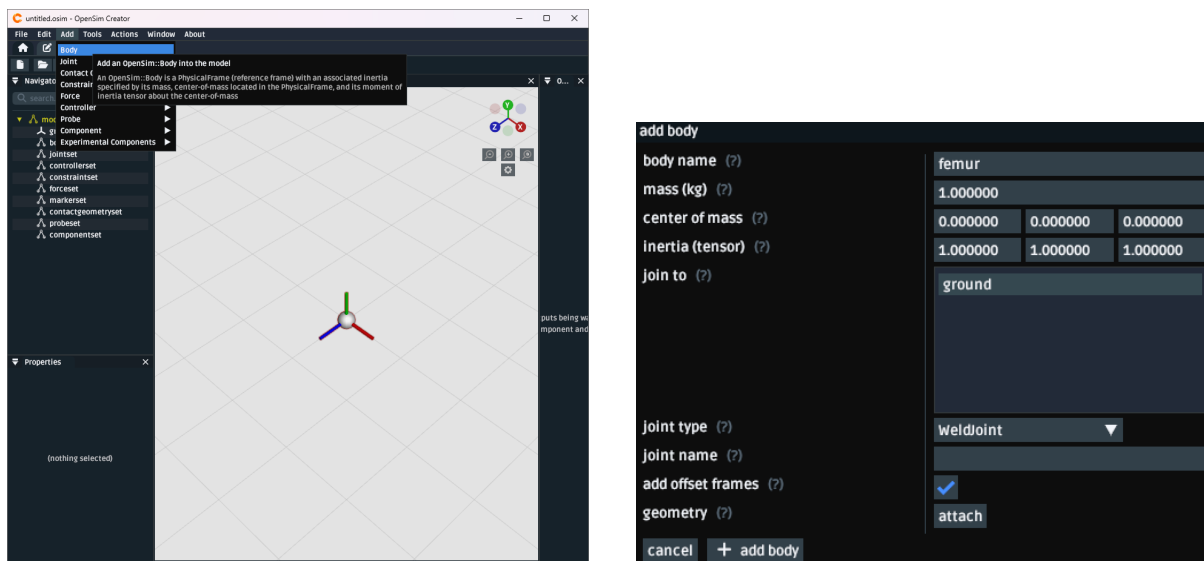 untitled.osim - OpenSim Creator
File Edit Add Tools Actions Window About
Body
Joint
Contact
Constrain
Force
Controller
Probe
Component
Experimental Components
Add an OpenSim::Body into the model
An OpenSim::Body is a PhysicalFrame (reference frame) with an associated inertia
specified by its mass, center-of-mass located in the PhysicalFrame, and its moment of
inertia tensor about the center-of-mass
Navigato
search
mod
jointset
controllerset
constraintset
forceset
markerset
contactgeometryset
probeset
componentset
O...
Y
Z
X
puts being wa
mponent and
Properties
(nothing selected)
add body
body name (?)
femur
mass (kg) (?)
1.000000
center of mass (?)
0.000000 0.000000 0.000000
inertia (tensor) (?)
1.000000 1.000000 1.000000
join to (?)
ground
joint type (?)
WeldJoint
joint name (?)
add offset frames (?)
geometry (?)
attach
cancel + add body